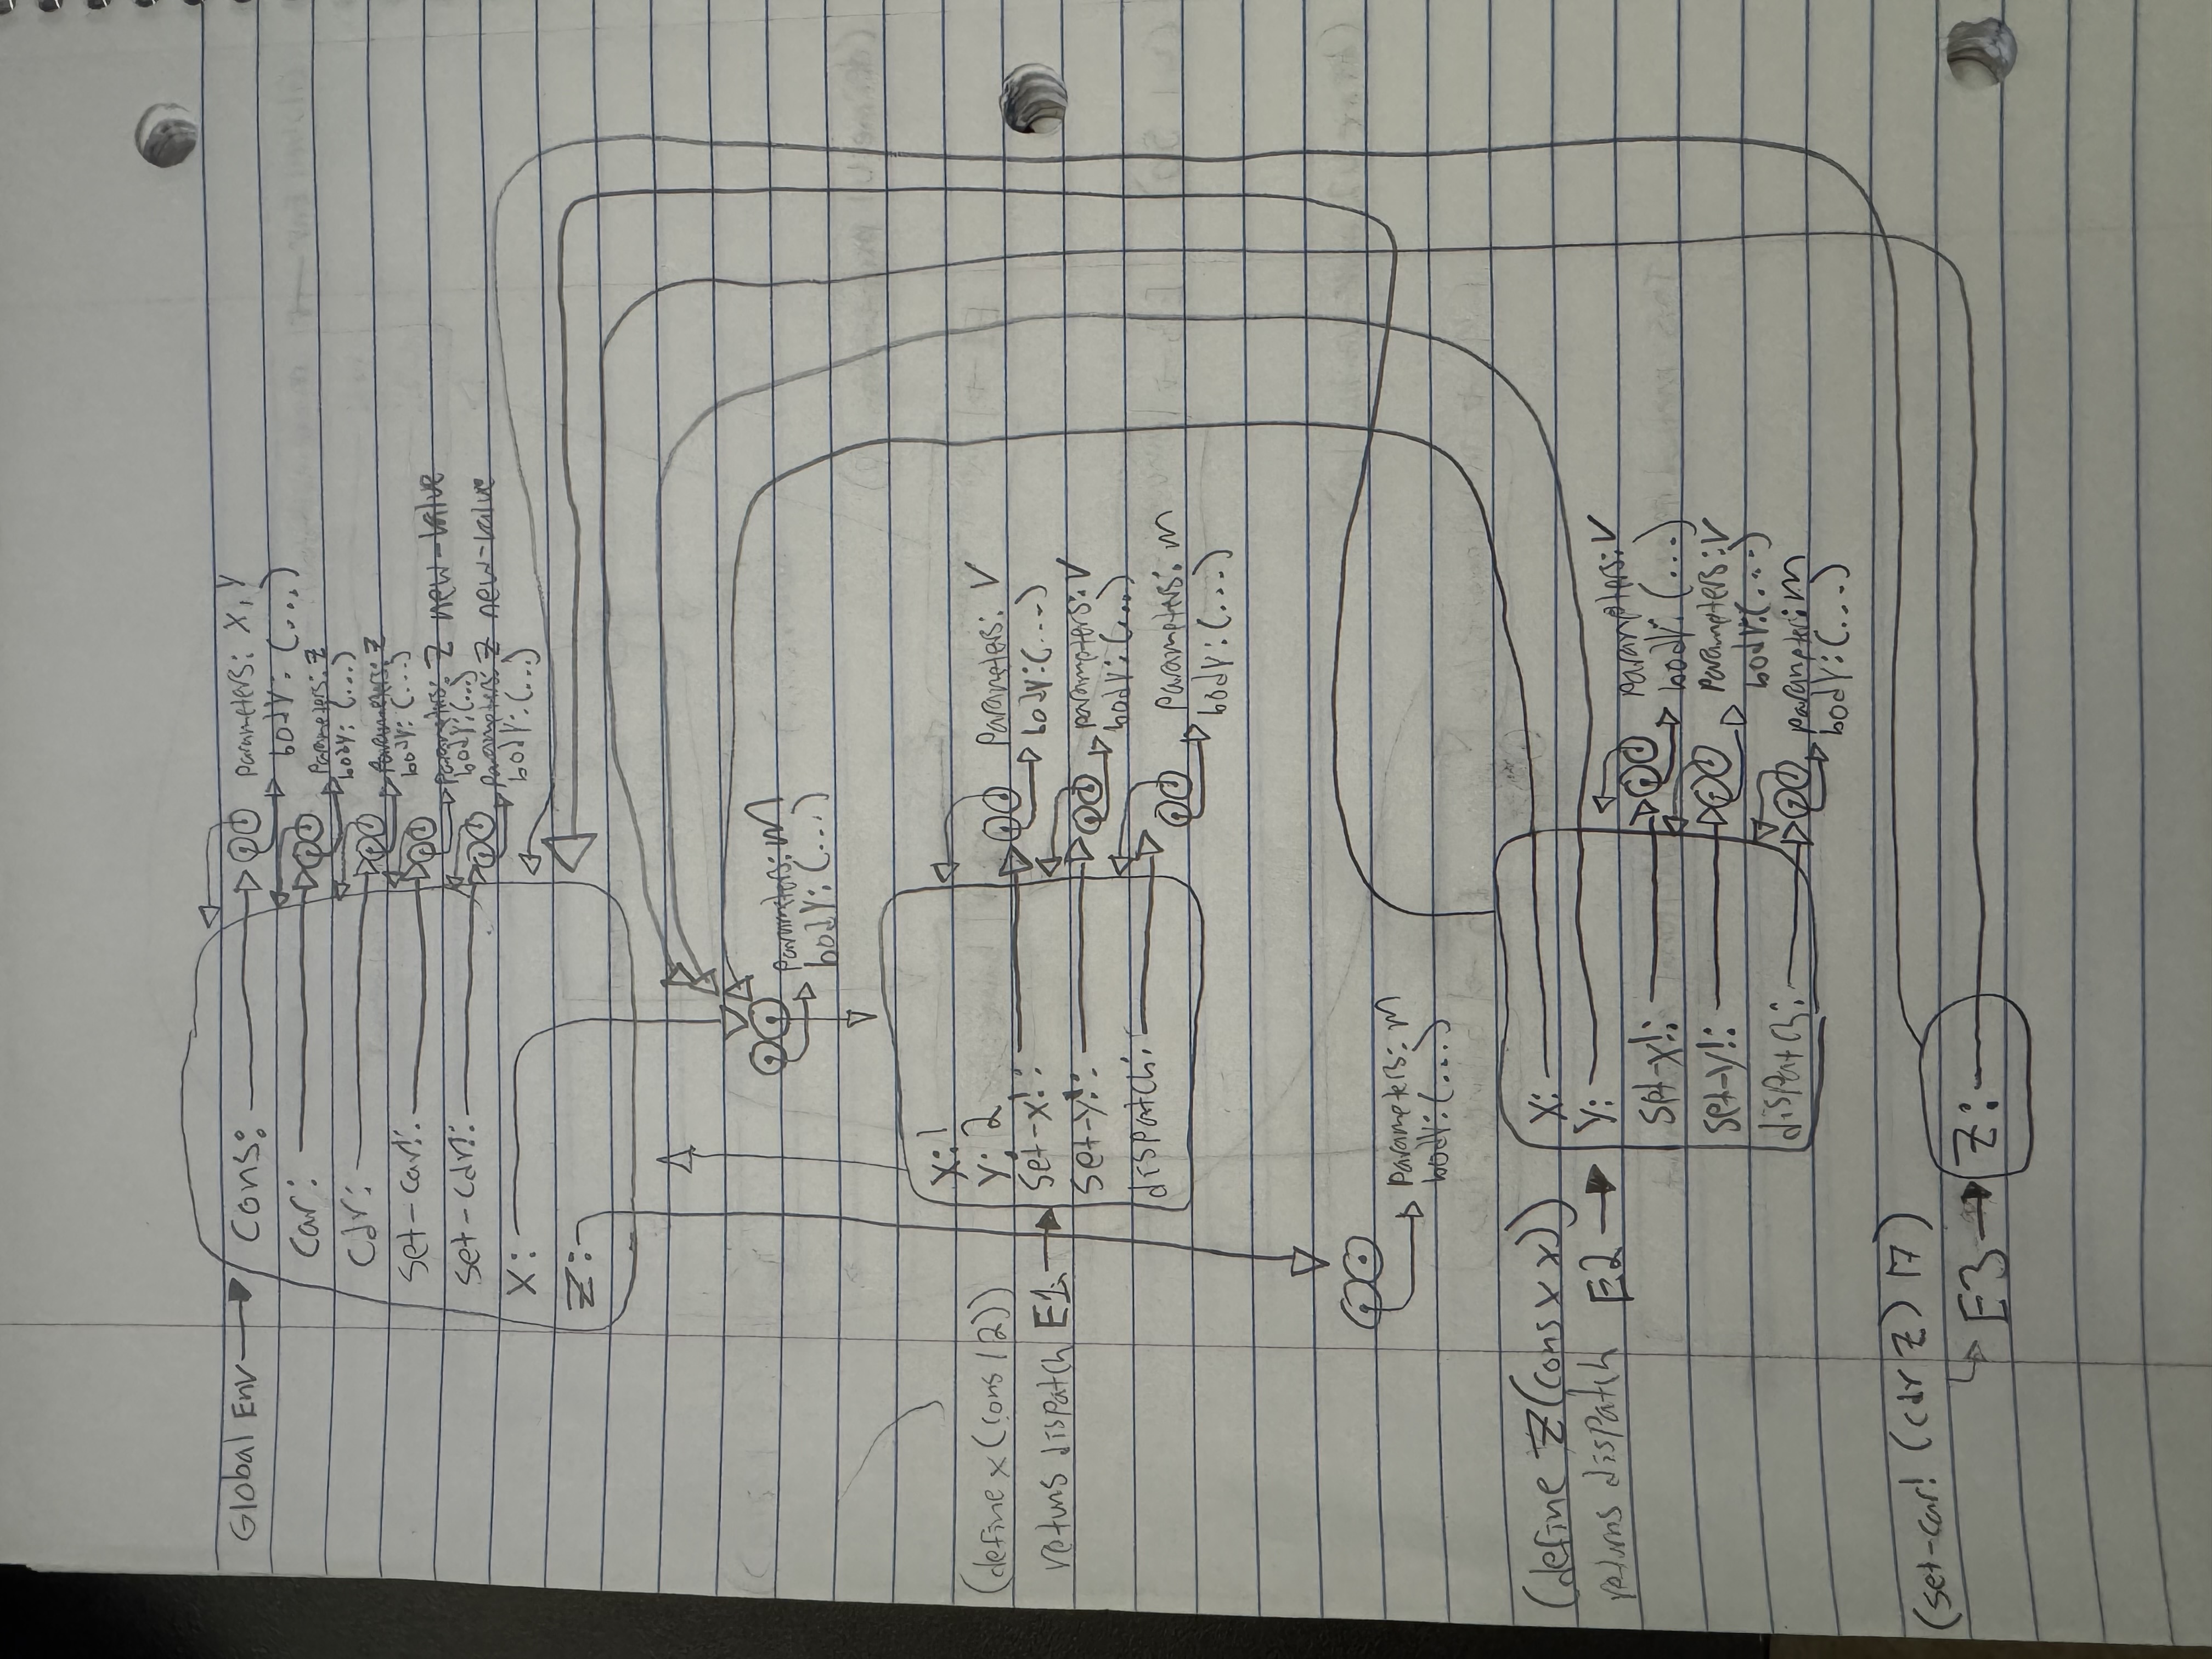 Global Env
Cons:
Parameters: X, Y
body: (...)
Car:
Parameters: Z
body: (...)
Cdr:
Parameters: Z
body: (...)
Set-car!:
Parameters: Z new-value
body: (...)
Set-cdr!:
Parameters: Z new-value
body: (...)
X:
Z:
Parameters: m
body: (...)
X: 1
Y: 2
Set-x!:
Parameters: V
body: (...)
(define x (cons 1 2))
returns dispatch E1
Set-y!:
parameters: V
body: (...)
dispatch:
Parameters: m
body: (...)
Parameters: m
body: (...)
(define Z (cons x x))
returns dispatch E2
X:
Y:
Set-x!:
parameters: V
body: (...)
Set-y!:
Parameters: V
body: (...)
dispatch:
parameter: m
body: (...)
(set-car! (cdr Z) 17)
E3
Z: